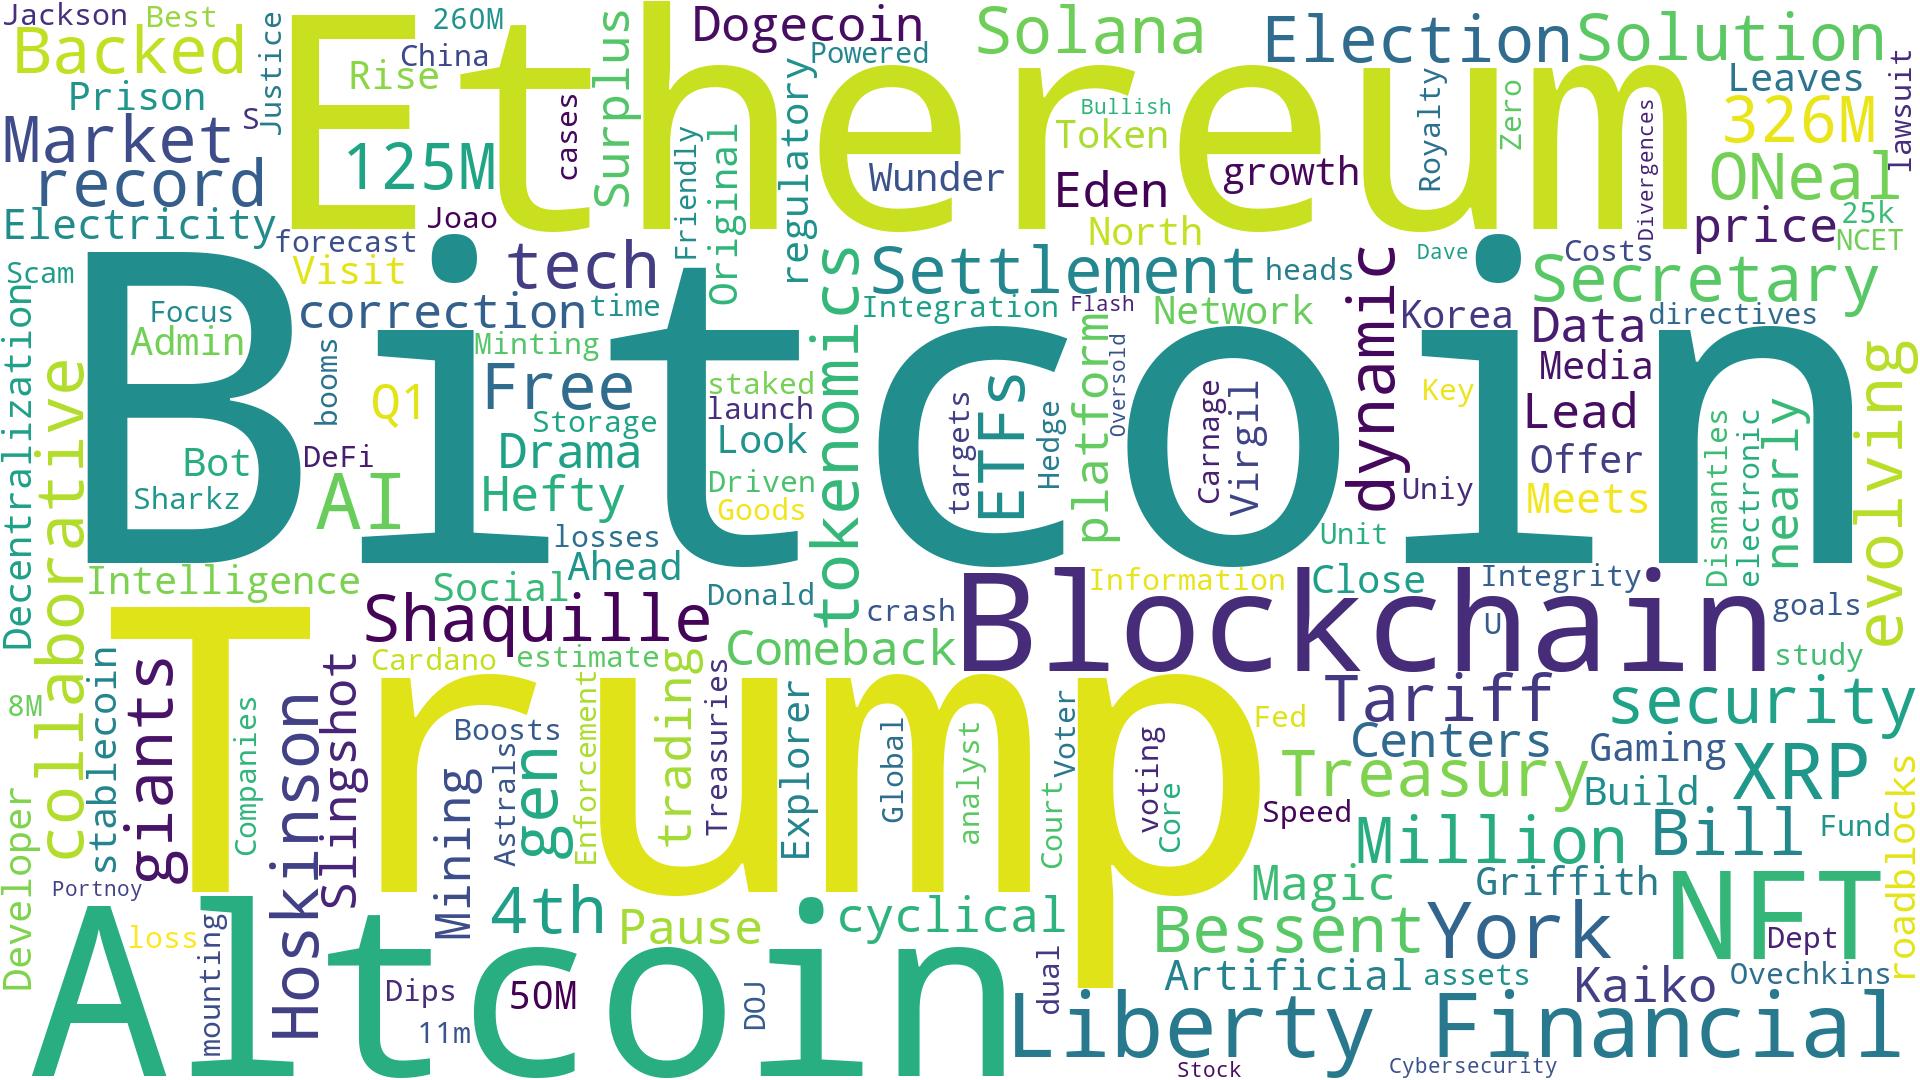 Jackson
Best
Backed
Prison
S
Justice
Market
record
Electricity
260M
China
Rise
Ethereum
125M
Joao
cases
Surplus
Dogecoin
Powered
Solana
Election
Solution
Leaves
326M
lawsuit
ONeal
price
25k
NCET
Bullish
Token
Wunder
Eden
growth
North
Royalty
Zero
Divergences
Friendly
Original
regulatory
forecast
Visit
tech
correction
time
Scam
Decentralization
Focus
Admin
Bitcoin
booms
Minting
Q1
Free
Storage
DeFi
Drama
AI
Hefty
Bot
Sharkz
losses
Ahead
staked
launch
Look
Driven
Goods
tokenomics
Settlement
heads
Integration
Flash
Network
dynamic
Dave
Costs
Secretary
Korea
Data
directives
Media
Key
Lead
Offer
Uniy
Meets
Unit
targets
ETFs
Hedge
platform
Oversold
Carnage
Virgil
Dismantles
electronic
nearly
evolving
collaborative
Intelligence
Social
Donald
crash
Information
Close
Integrity
goals
Blockchain
U
study
Shaquille
Comeback
Cardano
estimate
Trump
8M
stablecoin
giants
Companies
Hoskinson
Slingshot
Boosts
Mining
Astrals
gen
Enforcement
trading
Treasuries
Explorer
Global
analyst
Court
Voter
voting
Core
Fed
Tariff
security
Centers
Gaming
Treasury
Build
XRP
Speed
Million
Bill
Fund
roadblocks
Developer
Portnoy
Altcoin
loss
mounting
4th
Pause
cyclical
Dips
50M
11m
DOJ
dual
Magic
Griffith
Bessent
York
NFT
Dept
Artificial
assets
Kaiko
Ovechkins
Liberty Financial
Stock
Cybersecurity